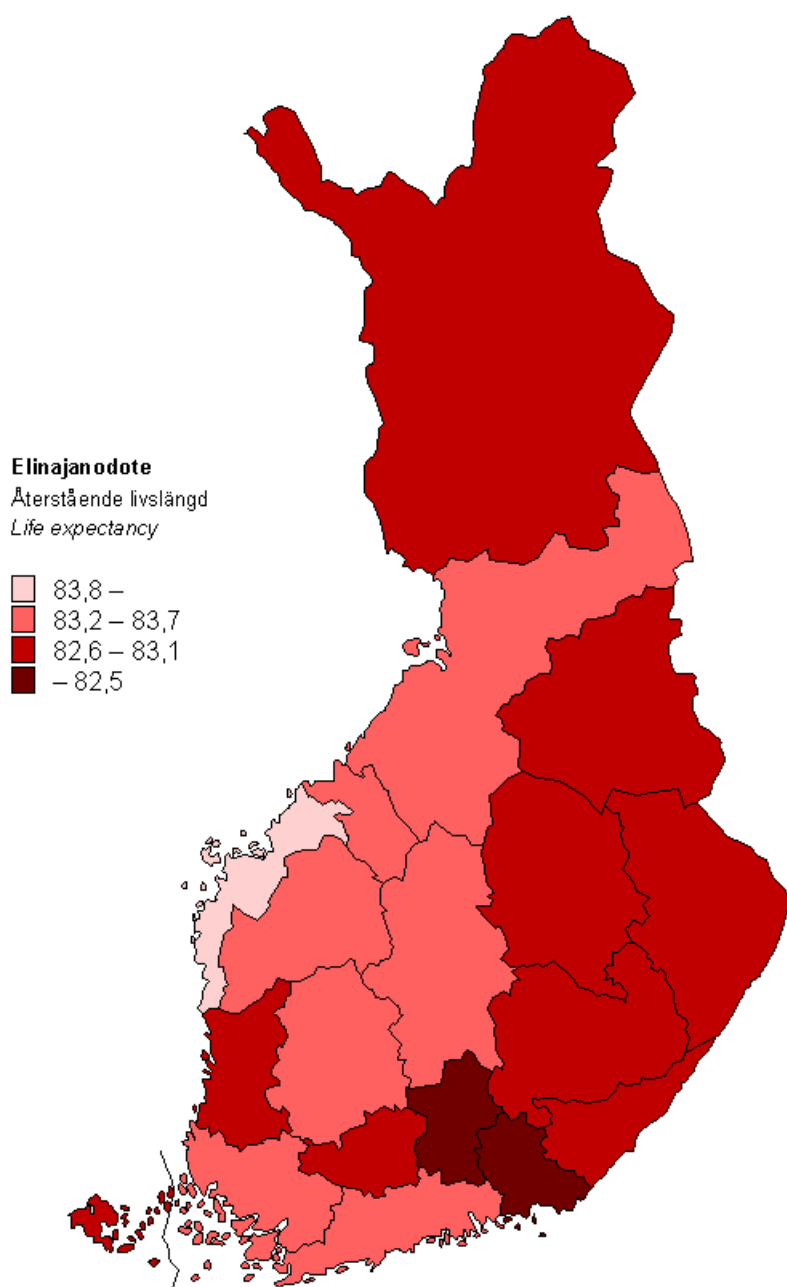 Elinajanodote
Återstående livslängd
Life expectancy
83,8 –
83,2 – 83,7
82,6 – 83,1
– 82,5